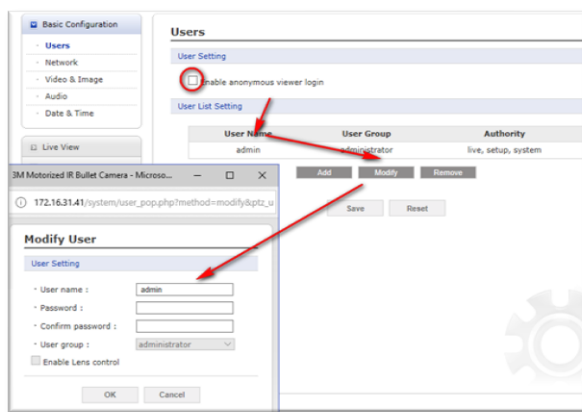 Basic Configuration
Users
Network
Video & Image
Audio
Date & Time
Live View
Users
User Setting
Enable anonymous viewer login
User List Setting
User Name User Group Authority
admin administrator live, setup, system
Add Modify Remove
Save Reset
3M Motorized IR Bullet Camera - Microso...
172.16.31.41/system/user_pop.php?method=modify&ptz_u
Modify User
User Setting
User name : admin
Password :
Confirm password :
User group : administrator
Enable Lens control
OK Cancel